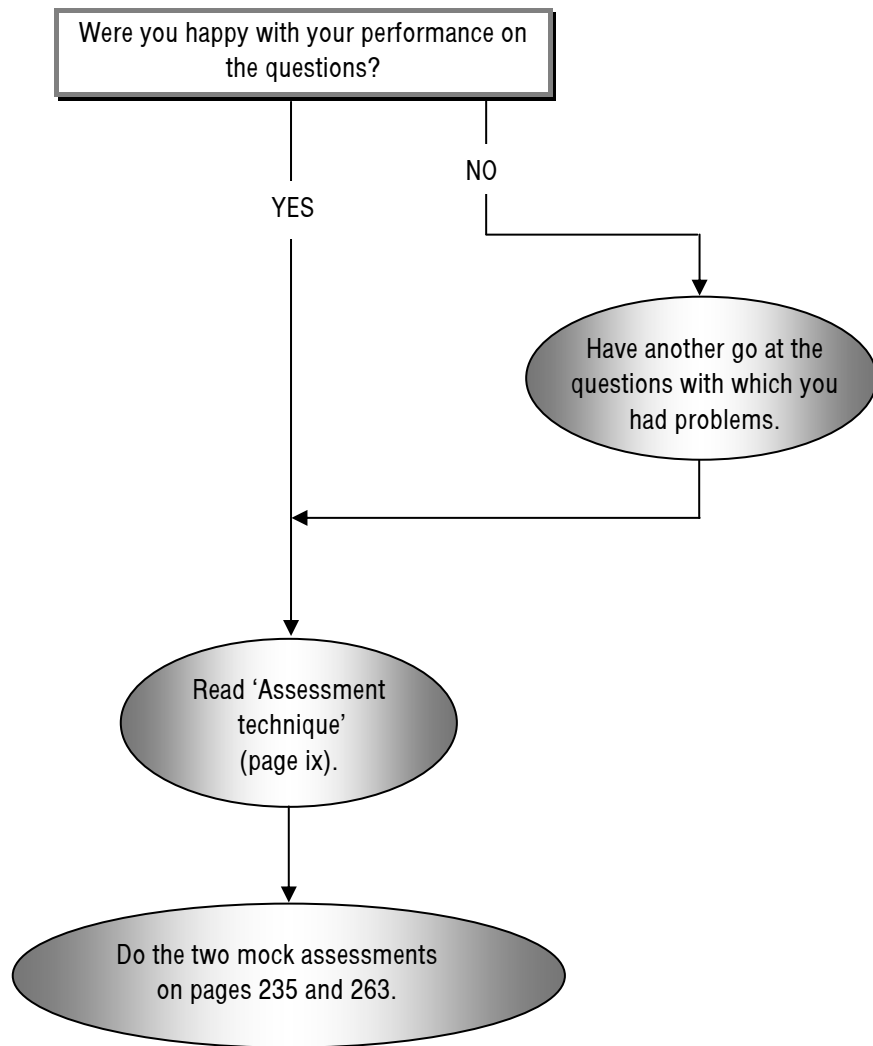 Were you happy with your performance on
the questions?
NO
YES
Have another go at the
questions with which you
had problems.
Read ‘Assessment
technique’
(page ix).
Do the two mock assessments
on pages 235 and 263.